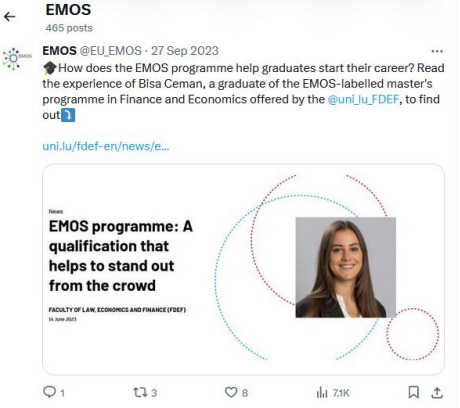 EMOS
465 posts
EMOS @EU_EMOS · 27 Sep 2023
🎓How does the EMOS programme help graduates start their career? Read
the experience of Bisa Ceman, a graduate of the EMOS-labelled master's
programme in Finance and Economics offered by the @uni_lu_FDEF, to find
out⤵️
uni.lu/fdef-en/news/e...
News
EMOS programme: A
qualification that
helps to stand out
from the crowd
FACULTY OF LAW, ECONOMICS AND FINANCE (FDEF)
14 June 2023
1 3 8 7.1K